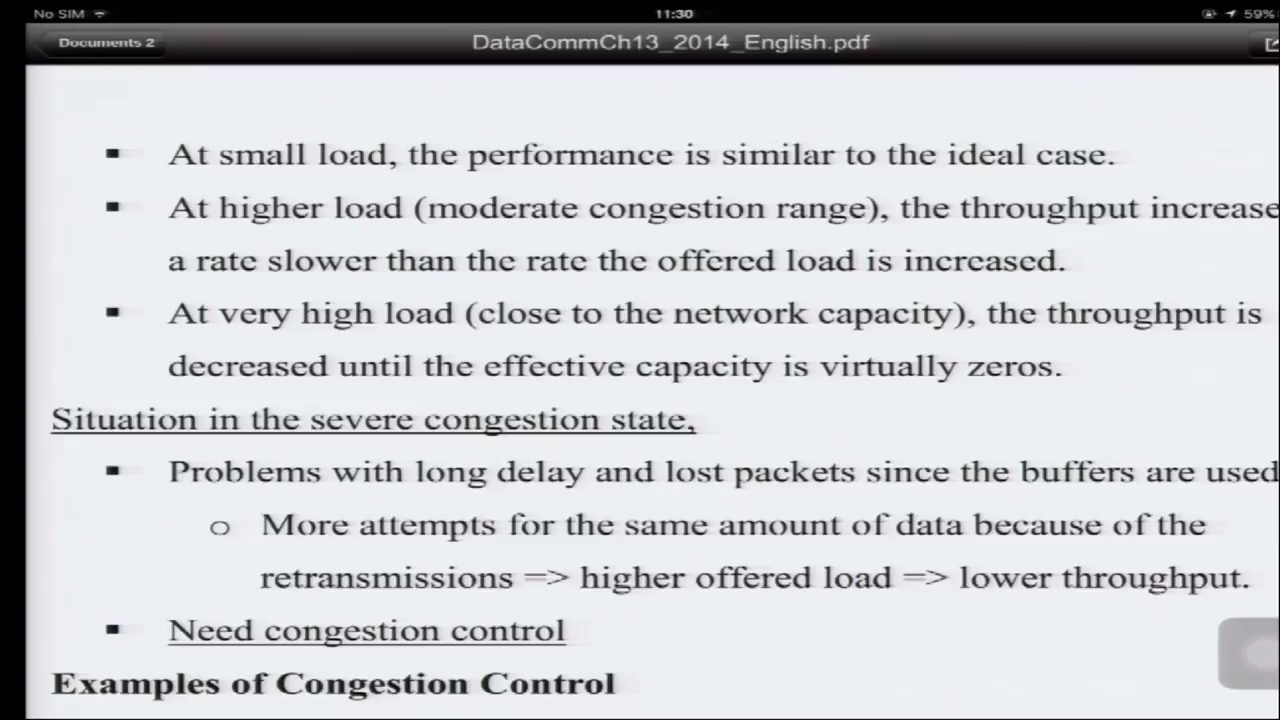 No SIM
11:30
59%
Documents 2
DataCommCh13_2014_English.pdf
▪ At small load, the performance is similar to the ideal case.
▪ At higher load (moderate congestion range), the throughput increase
a rate slower than the rate the offered load is increased.
▪ At very high load (close to the network capacity), the throughput is
decreased until the effective capacity is virtually zeros.
Situation in the severe congestion state,
▪ Problems with long delay and lost packets since the buffers are used
o More attempts for the same amount of data because of the
retransmissions => higher offered load => lower throughput.
▪ Need congestion control
Examples of Congestion Control